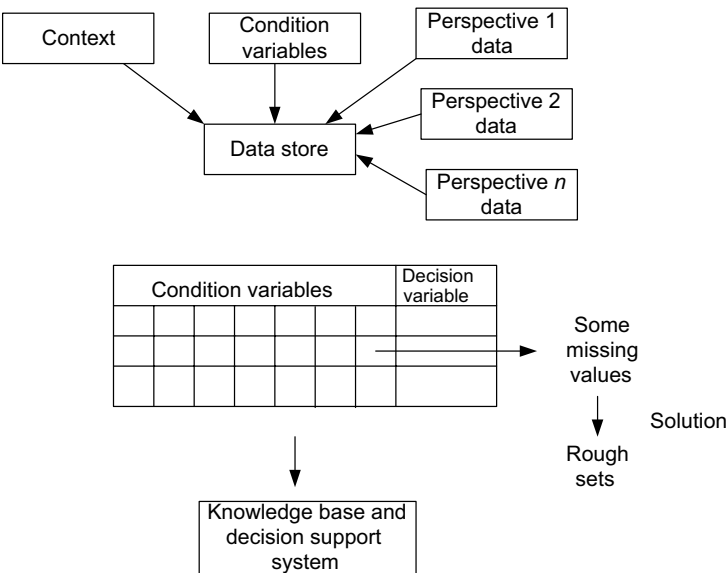 Context
Condition
variables
Perspective 1
data
Perspective 2
data
Data store
Perspective n
data
Condition variables
Decision
variable
Some
missing
values
Solution
Rough
sets
Knowledge base and
decision support
system